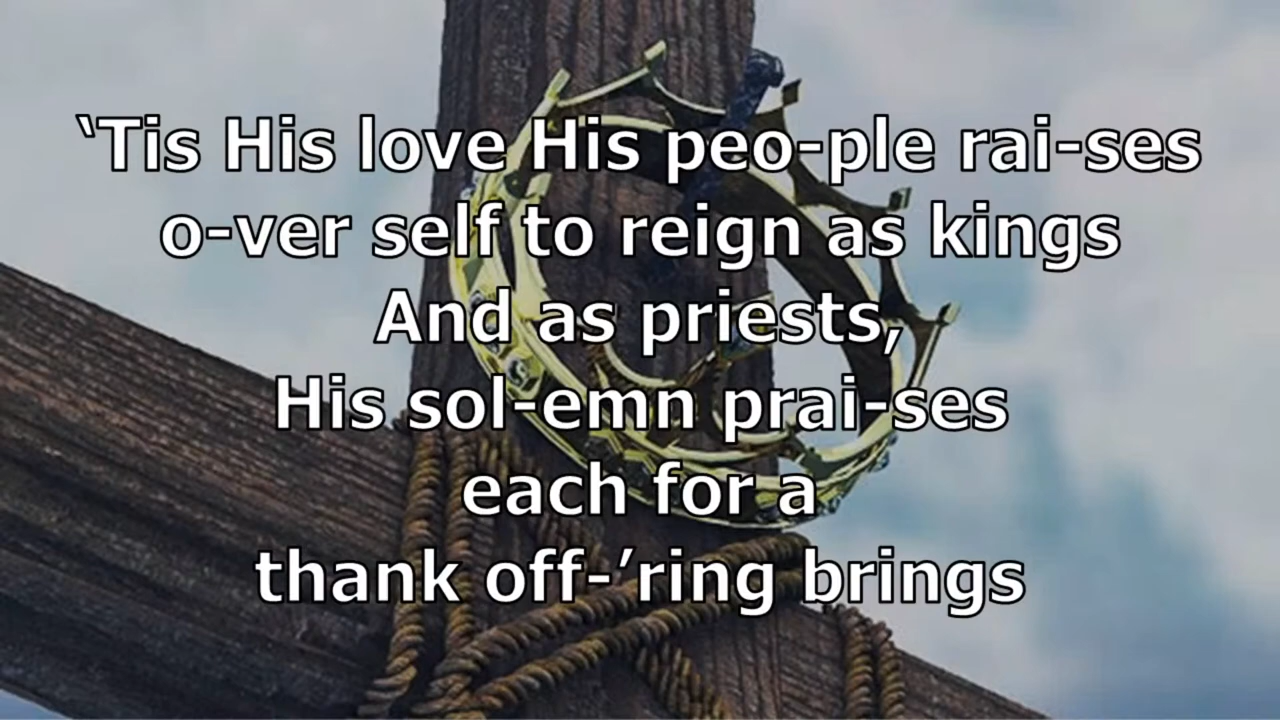 ‘Tis His love His peo-ple rai-ses
o-ver self to reign as kings
And as priests,
His sol-emn prai-ses
each for a
thank off-’ring brings